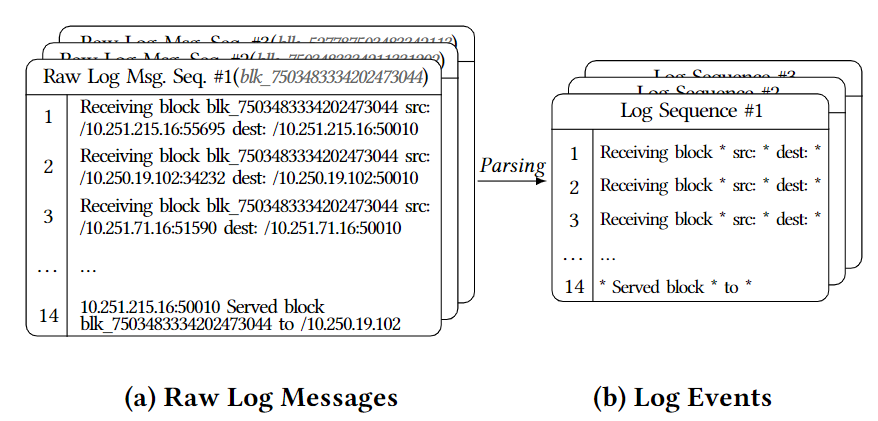 Raw Log Msg. Seq. #3(
Raw Log Msg. Seq. #2(
Raw Log Msg. Seq. #1(blk_7503483334202473044)
1 Receiving block blk_7503483334202473044 src:
/10.251.215.16:55695 dest: /10.251.215.16:50010
2 Receiving block blk_7503483334202473044 src:
/10.250.19.102:34232 dest: /10.250.19.102:50010
3 Receiving block blk_7503483334202473044 src:
/10.251.71.16:51590 dest: /10.251.71.16:50010
... ...
14 10.251.215.16:50010 Served block
blk_7503483334202473044 to /10.250.19.102
Parsing
Log Sequence #3
Log Sequence #2
Log Sequence #1
1 Receiving block * src: * dest: *
2 Receiving block * src: * dest: *
3 Receiving block * src: * dest: *
... ...
14 * Served block * to *
(a) Raw Log Messages
(b) Log Events